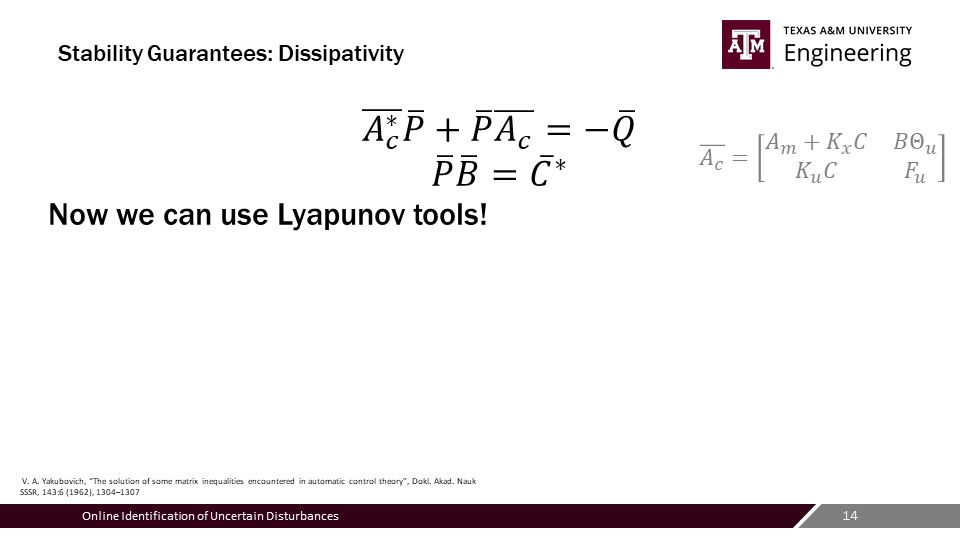 Stability Guarantees: Dissipativity
ĀM
TEXAS A&M UNIVERSITY
Engineering
$\overline{A_c^*}\bar{P} + \bar{P}\overline{A_c} = -\bar{Q}$
$\bar{P}\bar{B} = \bar{C}^*$
$\overline{A_c} = \begin{bmatrix} A_m + K_xC & B\Theta_u \\ K_uC & F_u \end{bmatrix}$
Now we can use Lyapunov tools!
V. A. Yakubovich, “The solution of some matrix inequalities encountered in automatic control theory”, Dokl. Akad. Nauk
SSSR, 143:6 (1962), 1304–1307
Online Identification of Uncertain Disturbances
14